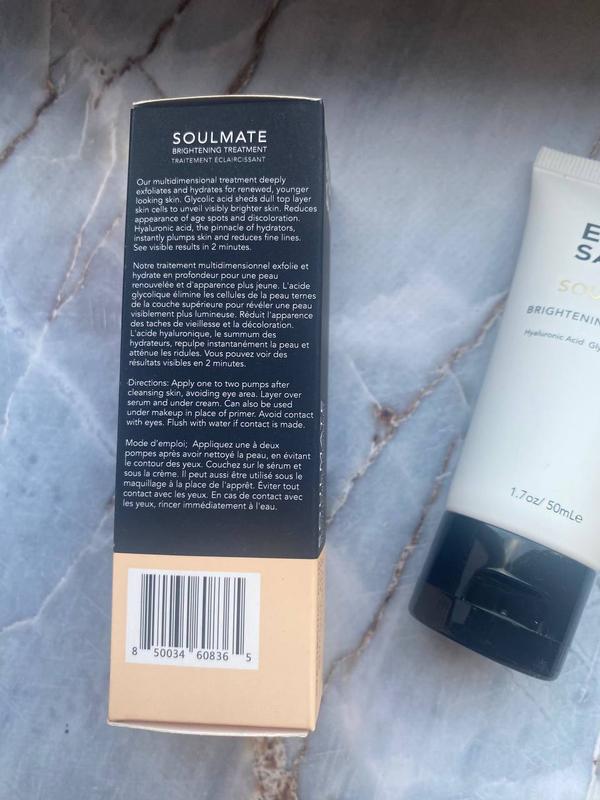 SOULMATE
BRIGHTENING TREATMENT
TRAITEMENT ÉCLAIRCISSANT
Our multidimensional treatment deeply
exfoliates and hydrates for renewed, younger
looking skin. Glycolic acid sheds dull top layer
skin cells to unveil visibly brighter skin. Reduces
appearance of age spots and discoloration.
Hyaluronic acid, the pinnacle of hydrators,
instantly plumps skin and reduces fine lines.
See visible results in 2 minutes.
Notre traitement multidimensionnel exfolie et
hydrate en profondeur pour une peau
renouvelée et d'apparence plus jeune. L'acide
glycolique élimine les cellules de la peau ternes
de la couche supérieure pour révéler une peau
visiblement plus lumineuse. Réduit l'apparence
des taches de vieillesse et la décoloration.
L'acide hyaluronique, le summum des
hydrateurs, repulpe instantanément la peau et
atténue les ridules. Vous pouvez voir des
résultats visibles en 2 minutes.
Directions: Apply one to two pumps after
cleansing skin, avoiding eye area. Layer over
serum and under cream. Can also be used
under makeup in place of primer. Avoid contact
with eyes. Flush with water if contact is made.
Mode d'emploi; Appliquez une à deux
pompes après avoir nettoyé la peau, en évitant
le contour des yeux. Couchez sur le sérum et
sous la crème. Il peut aussi être utilisé sous le
maquillage à la place de l'apprêt. Éviter tout
contact avec les yeux. En cas de contact avec
les yeux, rincer immédiatement à l'eau.
8 50034 60836 5
E
SA
SOU
BRIGHTENIN
Hyaluronic Acid Gly
1.7oz/ 50mLe